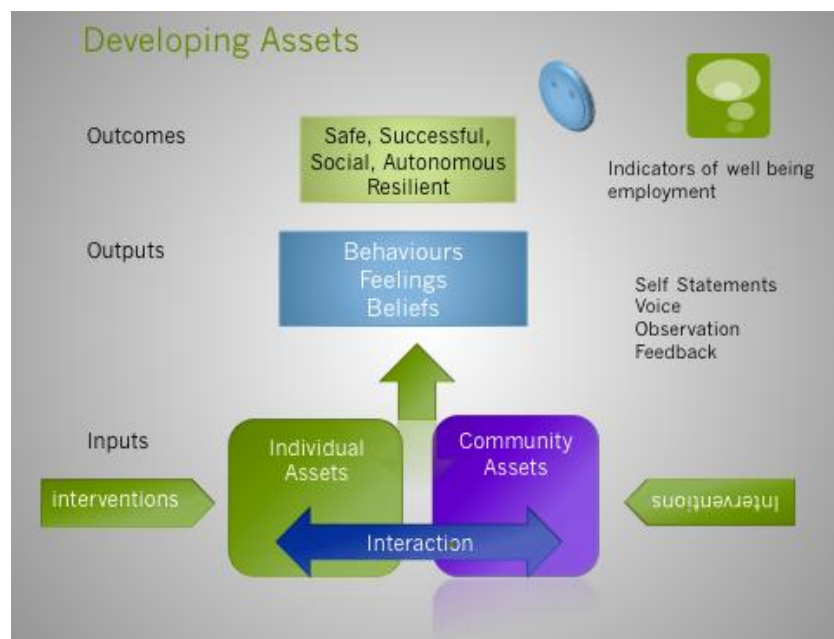 Developing Assets
Outcomes
Safe, Successful,
Social, Autonomous
Resilient
Indicators of well being
employment
Outputs
Behaviours
Feelings
Beliefs
Self Statements
Voice
Observation
Feedback
Inputs
Individual
Assets
Community
Assets
interventions
Interventions
Interaction